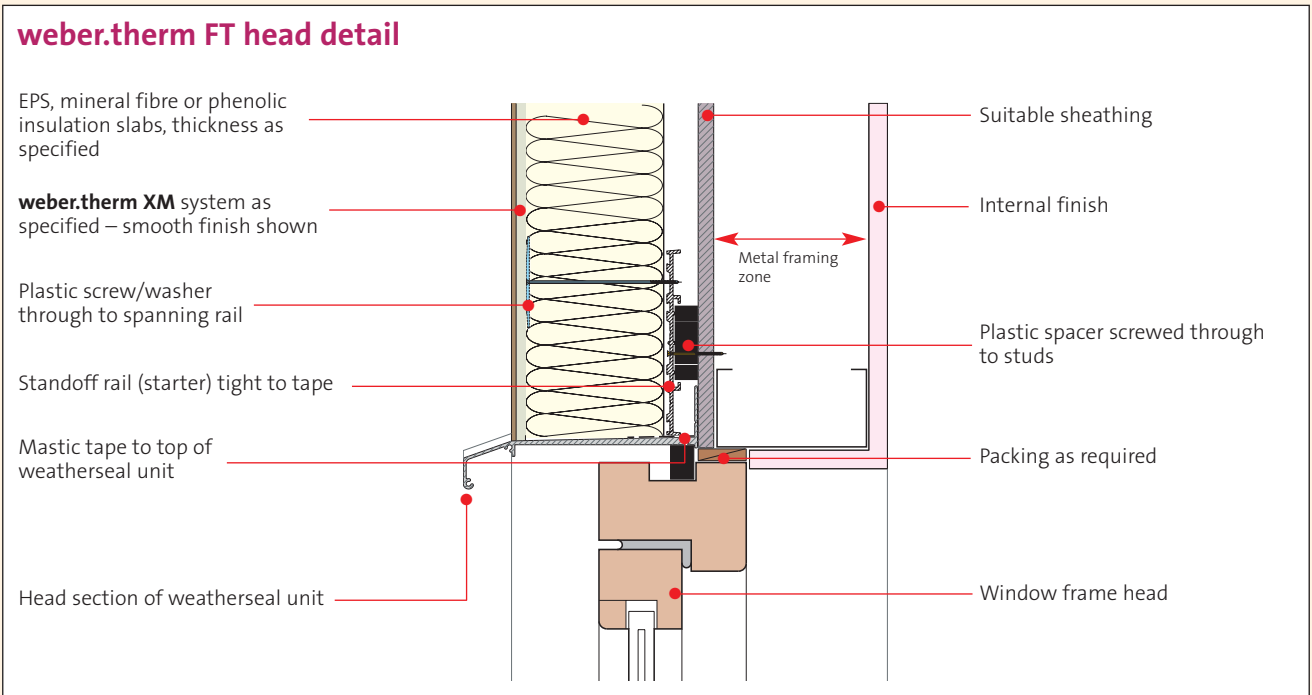 weber.therm FT head detail
EPS, mineral fibre or phenolic
insulation slabs, thickness as
specified
weber.therm XM system as
specified – smooth finish shown
Plastic screw/washer
through to spanning rail
Standoff rail (starter) tight to tape
Mastic tape to top of
weatherseal unit
Head section of weatherseal unit
Suitable sheathing
Internal finish
Metal framing
zone
Plastic spacer screwed through
to studs
Packing as required
Window frame head